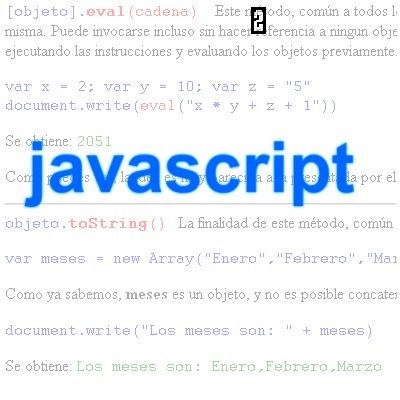 [objeto].eval(cadena) Este método, común a todos l
misma. Puede invocarse incluso sin hacer referencia a ningun obje
ejecutando las instrucciones y evaluando los objetos previamente.
var x = 2; var y = 10; var z = "5"
document.write(eval("x * y + z + 1"))
Se obtiene: 2051
javascript
objeto.toString() La finalidad de este método, común
var meses = new Array("Enero","Febrero","Mar
Como ya sabemos, meses es un objeto, y no es posible concate
document.write("Los meses son: " + meses)
Se obtiene: Los meses son: Enero,Febrero,Marzo